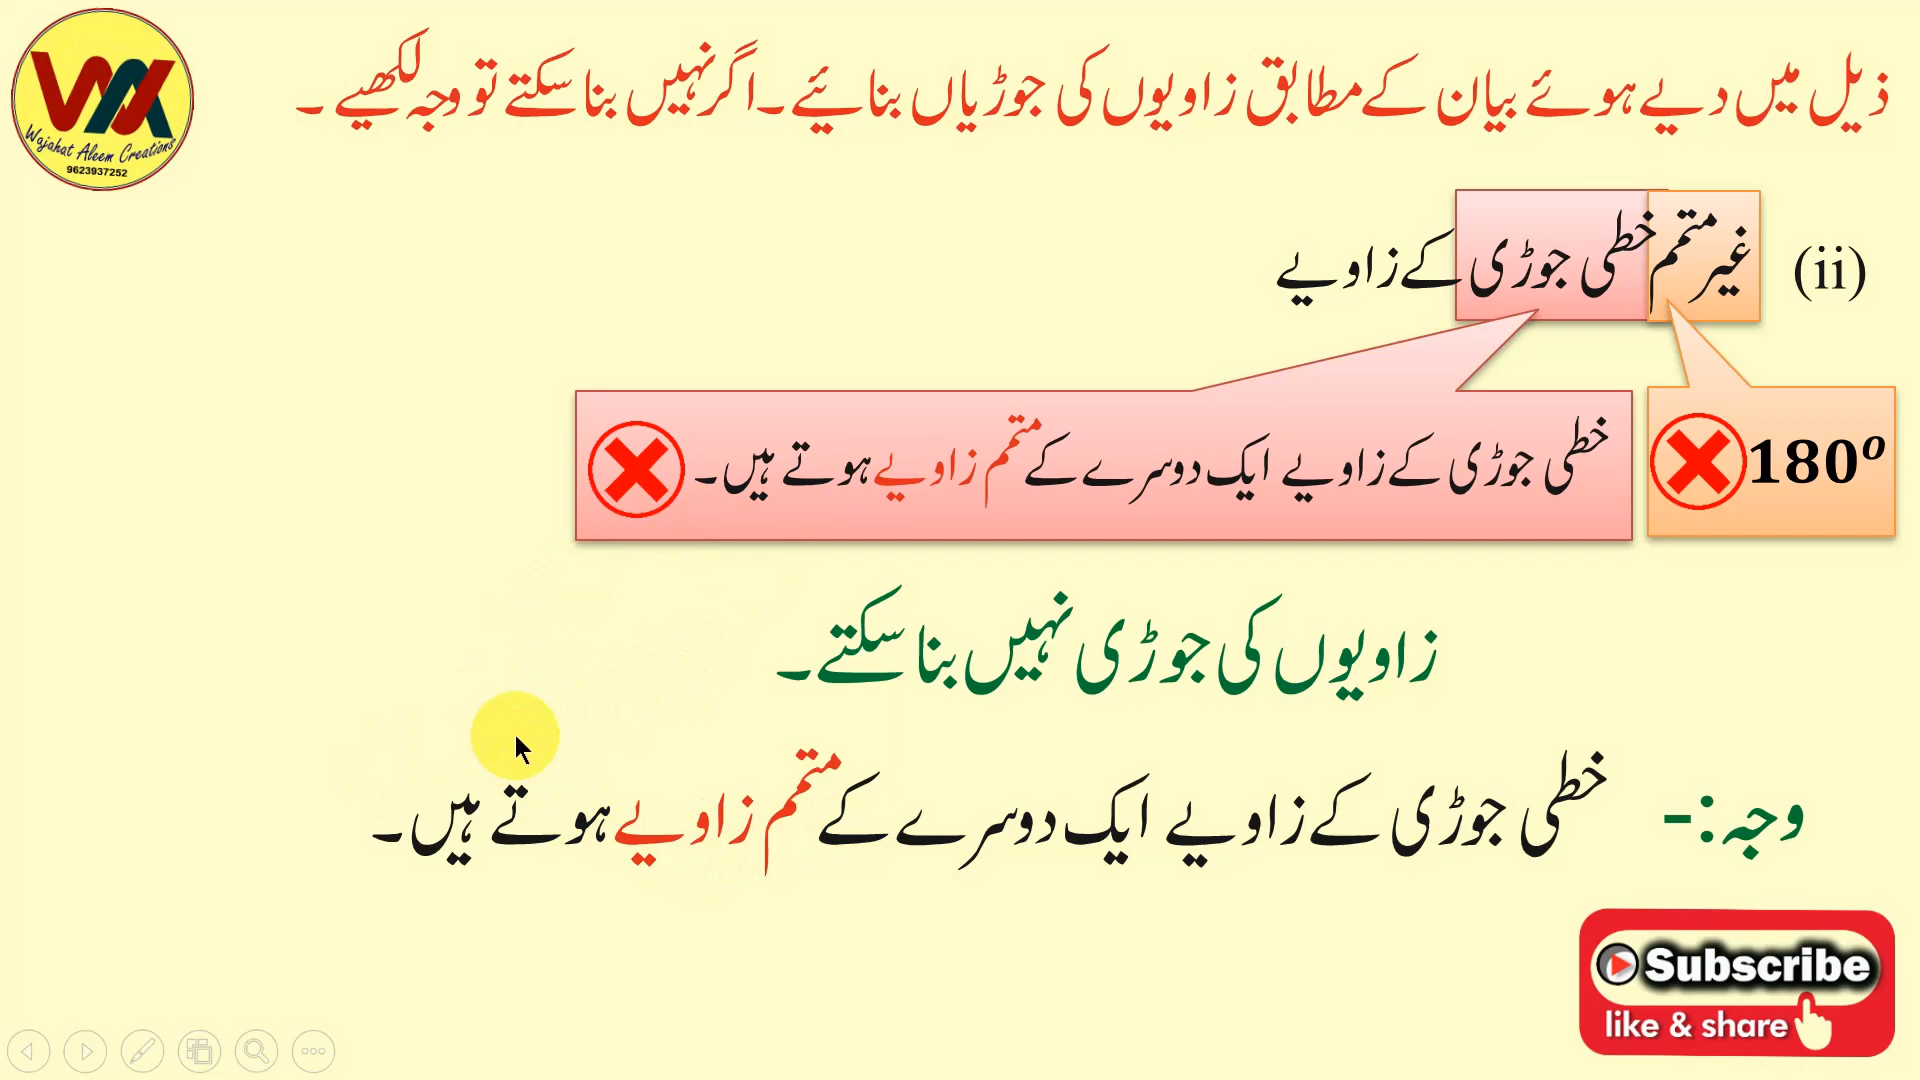 ذیل میں دیے ہوئے بیان کے مطابق زاویوں کی جوڑیاں بنائیے۔ اگر نہیں بنا سکتے تو وجہ لکھیے ۔
WA
Wajahat Aleem Creations
9623937252
(ii) غیر متمم خطی جوڑی کے زاویے
180°
خطی جوڑی کے زاویے ایک دوسرے کے متمم زاویے ہوتے ہیں۔
زاویوں کی جوڑی نہیں بنا سکتے۔
وجہ :- خطی جوڑی کے زاویے ایک دوسرے کے متمم زاویے ہوتے ہیں۔
Subscribe
like & share